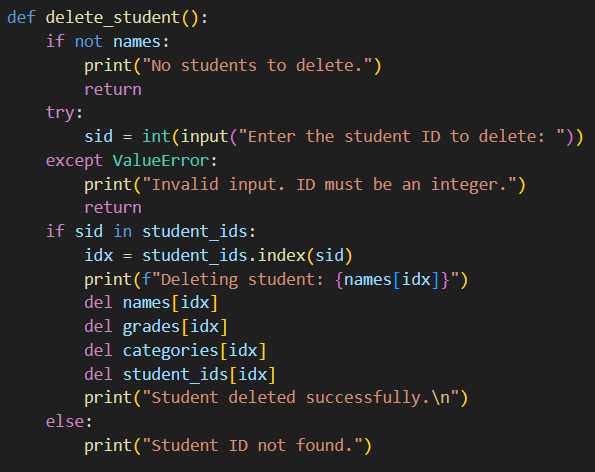 def delete_student():
    if not names:
        print("No students to delete.")
        return
    try:
        sid = int(input("Enter the student ID to delete: "))
    except ValueError:
        print("Invalid input. ID must be an integer.")
        return
    if sid in student_ids:
        idx = student_ids.index(sid)
        print(f"Deleting student: {names[idx]}")
        del names[idx]
        del grades[idx]
        del categories[idx]
        del student_ids[idx]
        print("Student deleted successfully.\n")
    else:
        print("Student ID not found.")